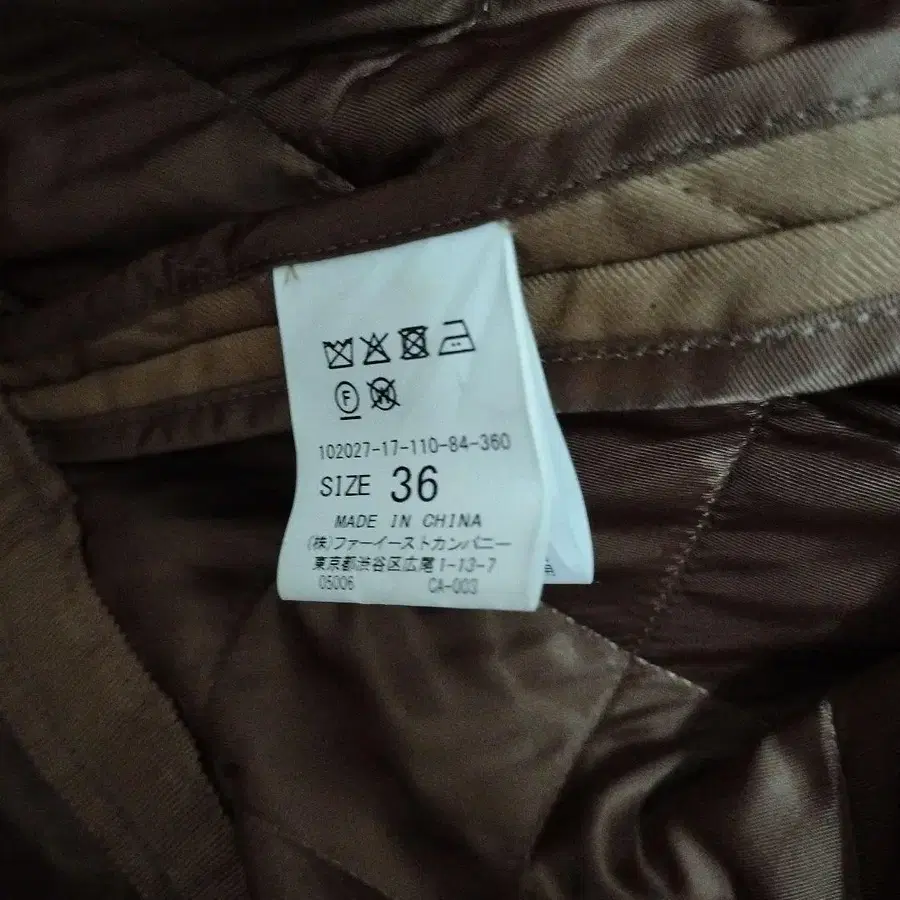 F
W
102027-17-110-84-360
SIZE 36
MADE IN CHINA
(株)ファーイーストカンパニー
東京都渋谷区広尾1-13-7
05006 CA-003